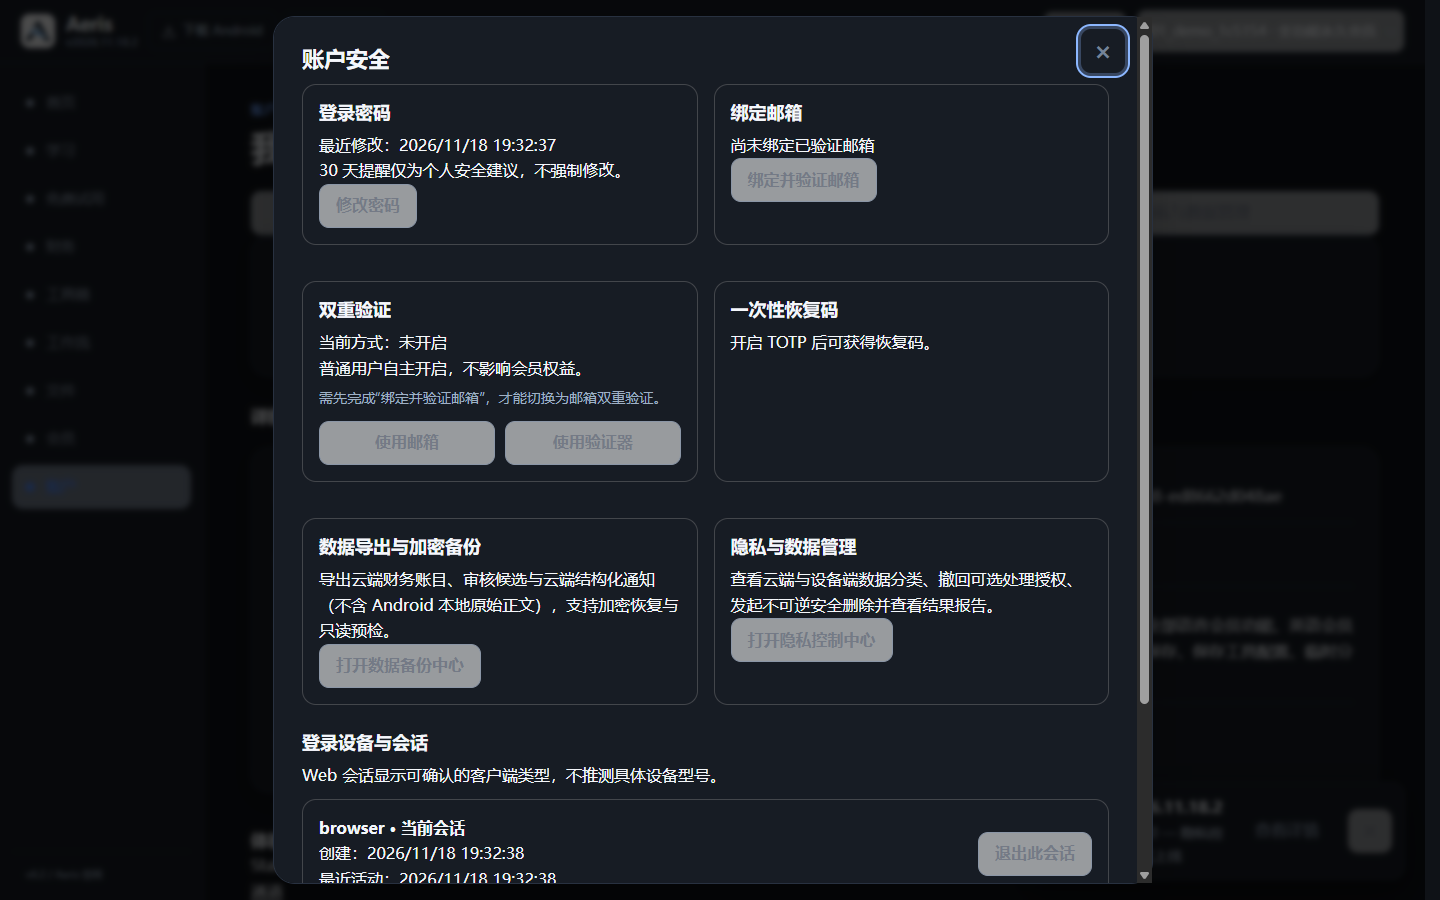 Aeris
下载 Android
账户安全
×
登录密码
最近修改：2026/11/18 19:32:37
30 天提醒仅为个人安全建议，不强制修改。
修改密码
绑定邮箱
尚未绑定已验证邮箱
绑定并验证邮箱
双重验证
当前方式：未开启
普通用户自主开启，不影响会员权益。
需先完成“绑定并验证邮箱”，才能切换为邮箱双重验证。
使用邮箱
使用验证器
一次性恢复码
开启 TOTP 后可获得恢复码。
数据导出与加密备份
导出云端财务账目、审核候选与云端结构化通知
（不含 Android 本地原始正文），支持加密恢复与
只读预检。
打开数据备份中心
隐私与数据管理
查看云端与设备端数据分类、撤回可选处理授权、
发起不可逆安全删除并查看结果报告。
打开隐私控制中心
登录设备与会话
Web 会话显示可确认的客户端类型，不推测具体设备型号。
browser • 当前会话
创建：2026/11/18 19:32:38
最近活动：2026/11/18 19:32:38
退出此会话